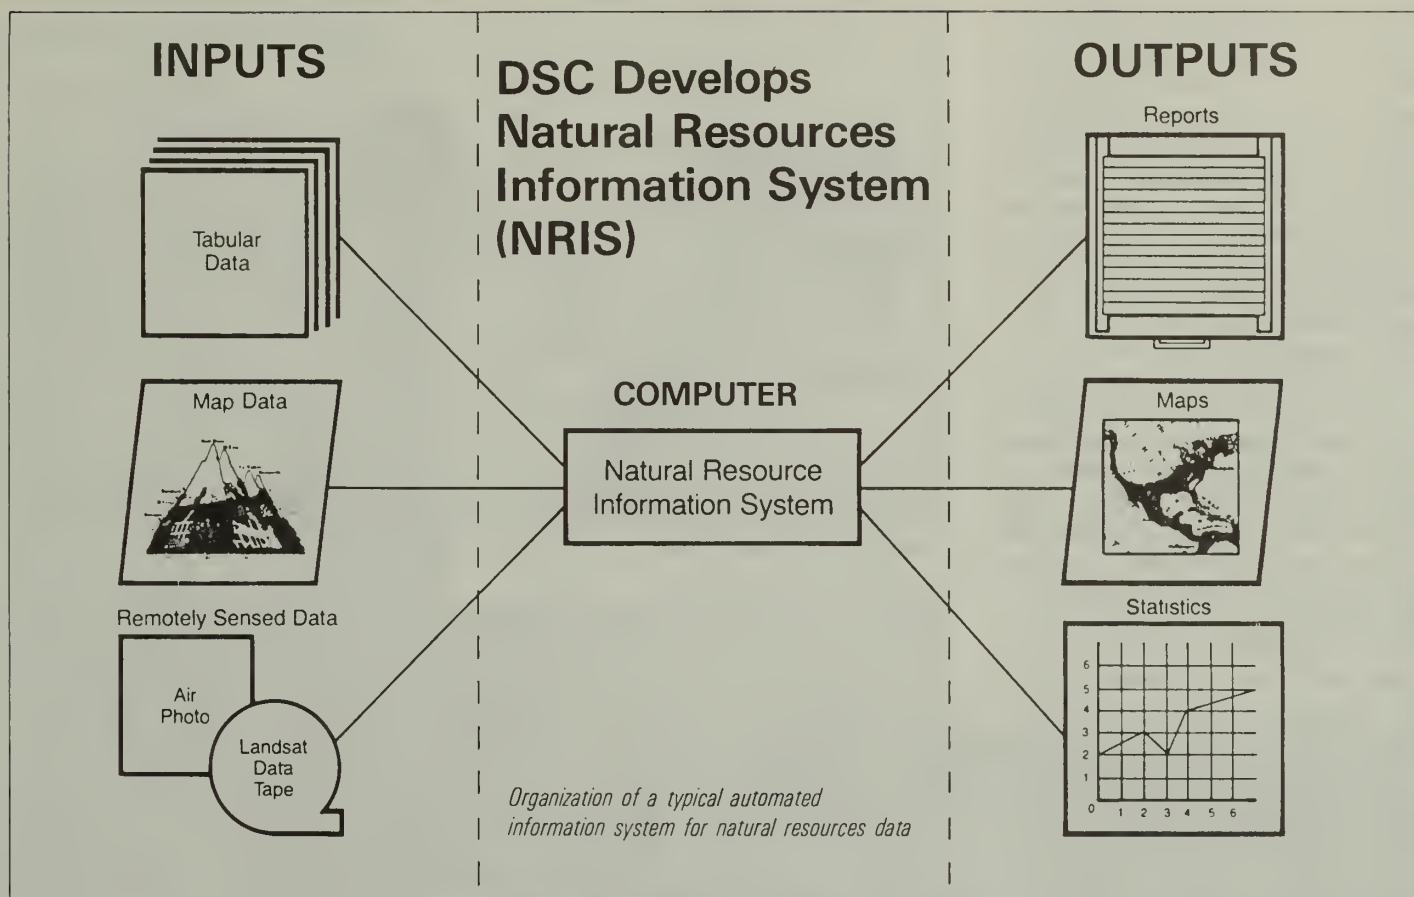 INPUTS
Tabular
Data
Map Data
Remotely Sensed Data
Air
Photo
Landsat
Data
Tape
DSC Develops
Natural Resources
Information System
(NRIS)
COMPUTER
Natural Resource
Information System
Organization of a typical automated
information system for natural resources data
OUTPUTS
Reports
Maps
Statistics
6
5
4
3
2
1
0 1 2 3 4 5 6